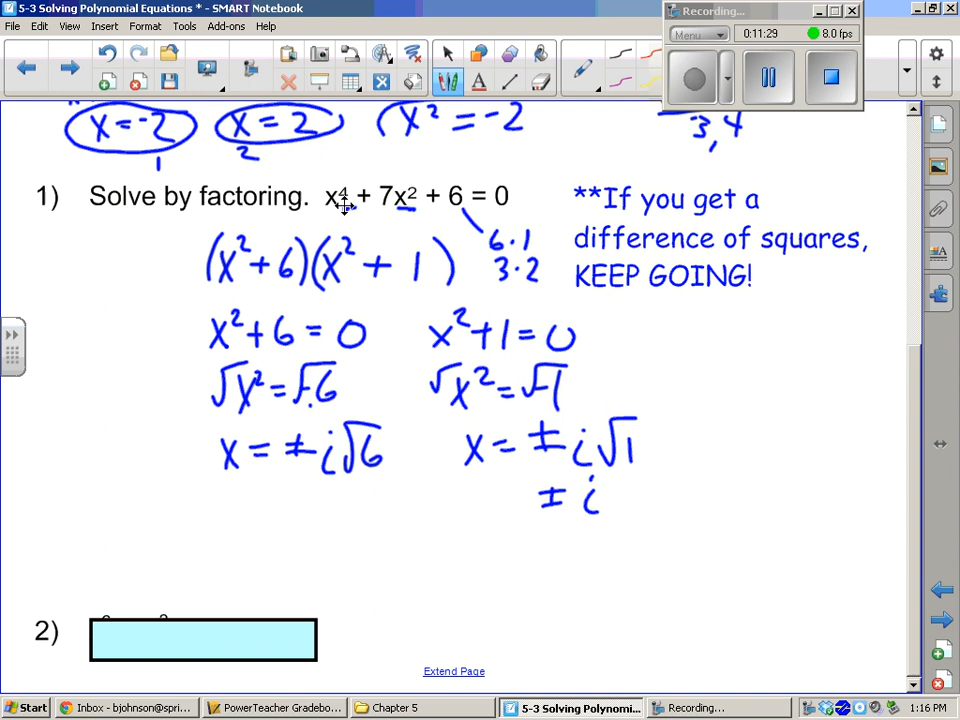 5-3 Solving Polynomial Equations * - SMART Notebook
File Edit View Insert Format Tools Add-ons Help
Recording...
Menu 0:11:29 8.0 fps
x = -2 x = 2 x² = -2
1 2 3, 4
1) Solve by factoring. x⁴ + 7x² + 6 = 0
**If you get a
difference of squares,
KEEP GOING!
6·1
3·2
(x² + 6)(x² + 1)
x² + 6 = 0 x² + 1 = 0
√x² = √-6 √x² = √-1
x = ± i√6 x = ± i√1
± i
2)
Extend Page
Start Inbox - bjohnson@spri... PowerTeacher Gradebo... Chapter 5 5-3 Solving Polynomi... Recording... 1:16 PM